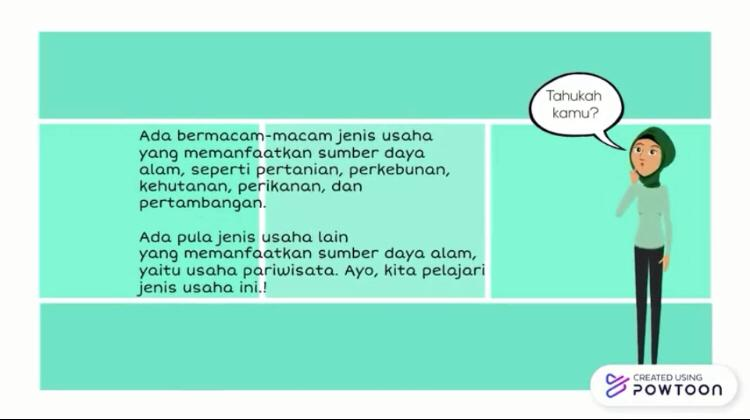 Tahukah
kamu?
Ada bermacam-macam jenis usaha
yang memanfaatkan sumber daya
alam, seperti pertanian, perkebunan,
kehutanan, perikanan, dan
pertambangan.
Ada pula jenis usaha lain
yang memanfaatkan sumber daya alam,
yaitu usaha pariwisata. Ayo, kita pelajari
jenis usaha ini.!
CREATED USING
POWTOON